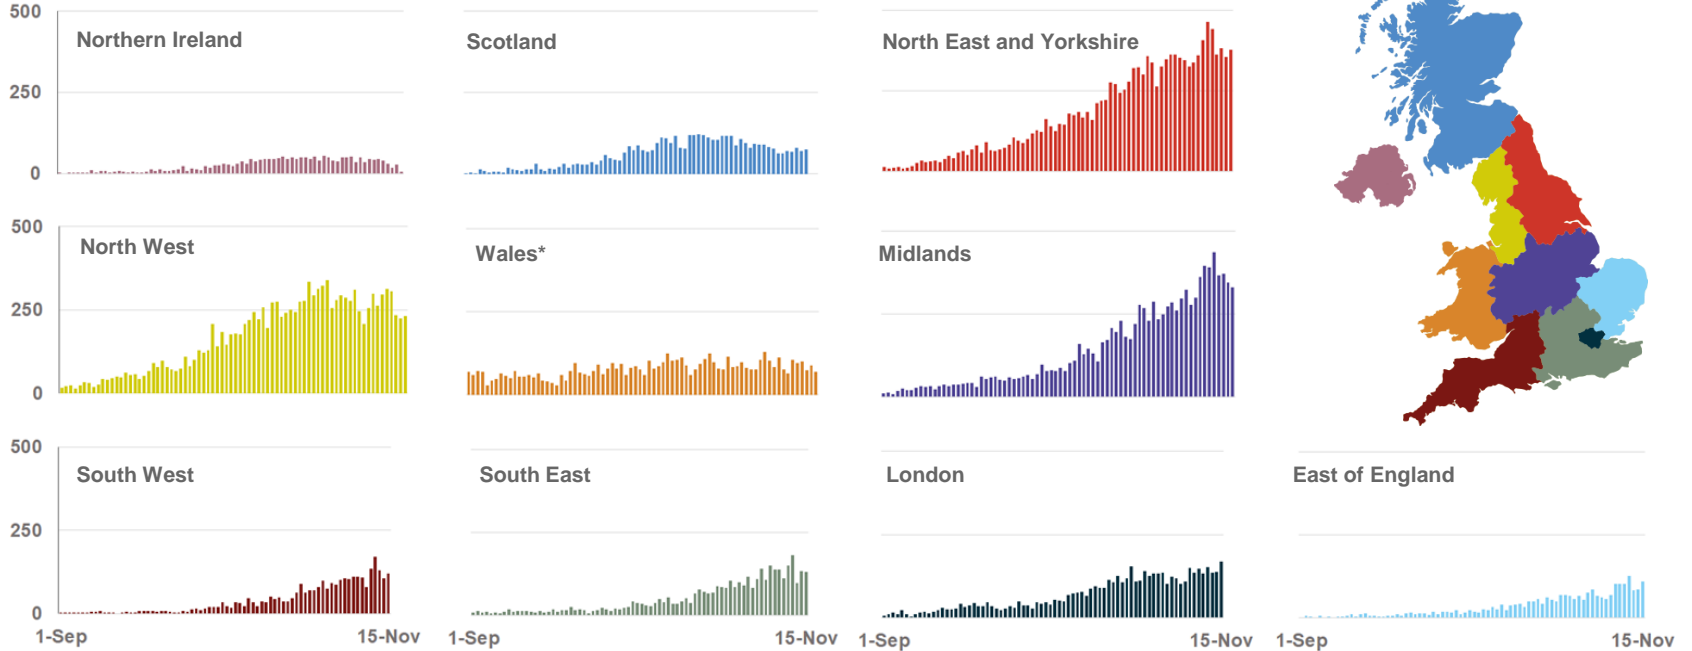 500
250
0
Northern Ireland
Scotland
North East and Yorkshire
500
250
0
North West
Wales*
Midlands
500
250
0
South West
South East
London
East of England
1-Sep 15-Nov
1-Sep 15-Nov
1-Sep 15-Nov
1-Sep 15-Nov